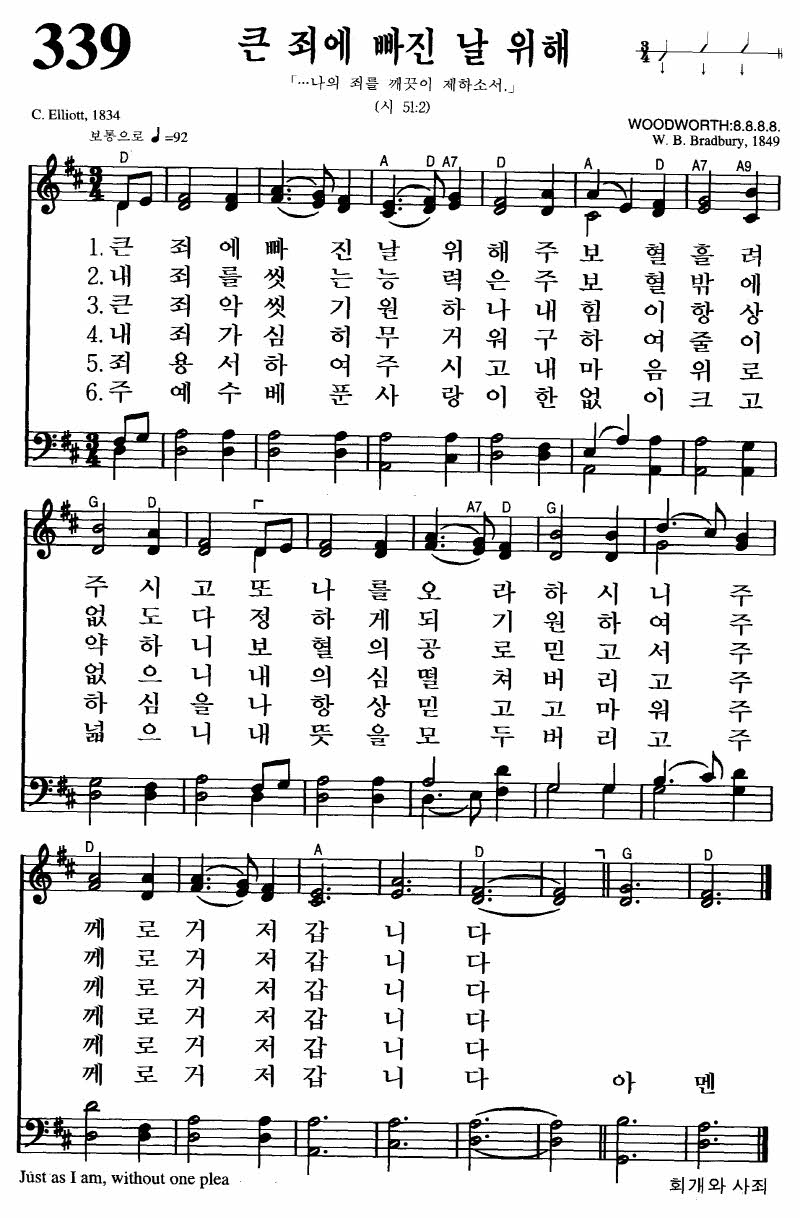 339
큰 죄에 빠진 날 위해
「…나의 죄를 깨끗이 제하소서.」
(시 51:2)
3/4
C. Elliott, 1834
WOODWORTH:8.8.8.8.
보통으로 ♩=92
W. B. Bradbury, 1849
D A D A7 D A D A7 A9
1. 큰 죄 에 빠 진 날 위 해 주 보 혈 흘 려
2. 내 죄 를 씻 는 능 력 은 주 보 혈 밖 에
3. 큰 죄 악 씻 기 원 하 나 내 힘 이 항 상
4. 내 죄 가 심 히 무 거 워 구 하 여 줄 이
5. 죄 용 서 하 여 주 시 고 내 마 음 위 로
6. 주 예 수 베 푼 사 랑 이 한 없 이 크 고
G D A7 D G
주 시 고 또 나 를 오 라 하 시 니 주
없 도 다 정 하 게 되 기 원 하 여 주
약 하 니 보 혈 의 공 로 믿 고 서 주
없 으 니 내 의 심 떨 쳐 버 리 고 주
하 심 을 나 항 상 믿 고 고 마 워 주
넓 으 니 내 뜻 을 모 두 버 리 고 주
D A D G D
께 로 거 저 갑 니 다
께 로 거 저 갑 니 다
께 로 거 저 갑 니 다
께 로 거 저 갑 니 다
께 로 거 저 갑 니 다
께 로 거 저 갑 니 다 아 멘
Just as I am, without one plea
회개와 사죄